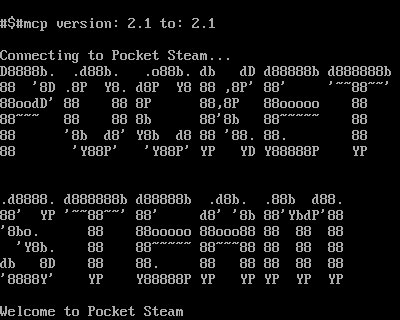 #$#mcp version: 2.1 to: 2.1
Connecting to Pocket Steam...
D8888b.  .d88b.   .o88b. db   dD d88888b d888888b
88  '8D .8P  Y8. d8P  Y8 88 ,8P' 88'     '~~88~~'
88oodD' 88    88 8P      88,8P   88ooooo    88
88~~~   88    88 8b      88'8b   88~~~~~    88
88      '8b  d8' Y8b  d8 88 '88. 88.        88
88       'Y88P'   'Y88P' YP   YD Y88888P    YP
.d8888. d888888b d88888b  .d8b.  .88b  d88.
88'  YP '~~88~~' 88'     d8' '8b 88'YbdP'88
'8bo.      88    88ooooo 88ooo88 88  88  88
  'Y8b.    88    88~~~~~ 88~~~88 88  88  88
db   8D    88    88.     88   88 88  88  88
'8888Y'    YP    Y88888P YP   YP YP  YP  YP
Welcome to Pocket Steam